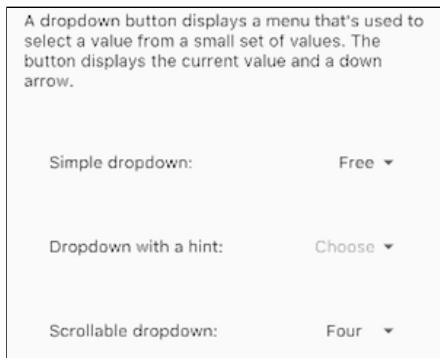 A dropdown button displays a menu that's used to
select a value from a small set of values. The
button displays the current value and a down
arrow.
Simple dropdown: Free
Dropdown with a hint: Choose
Scrollable dropdown: Four